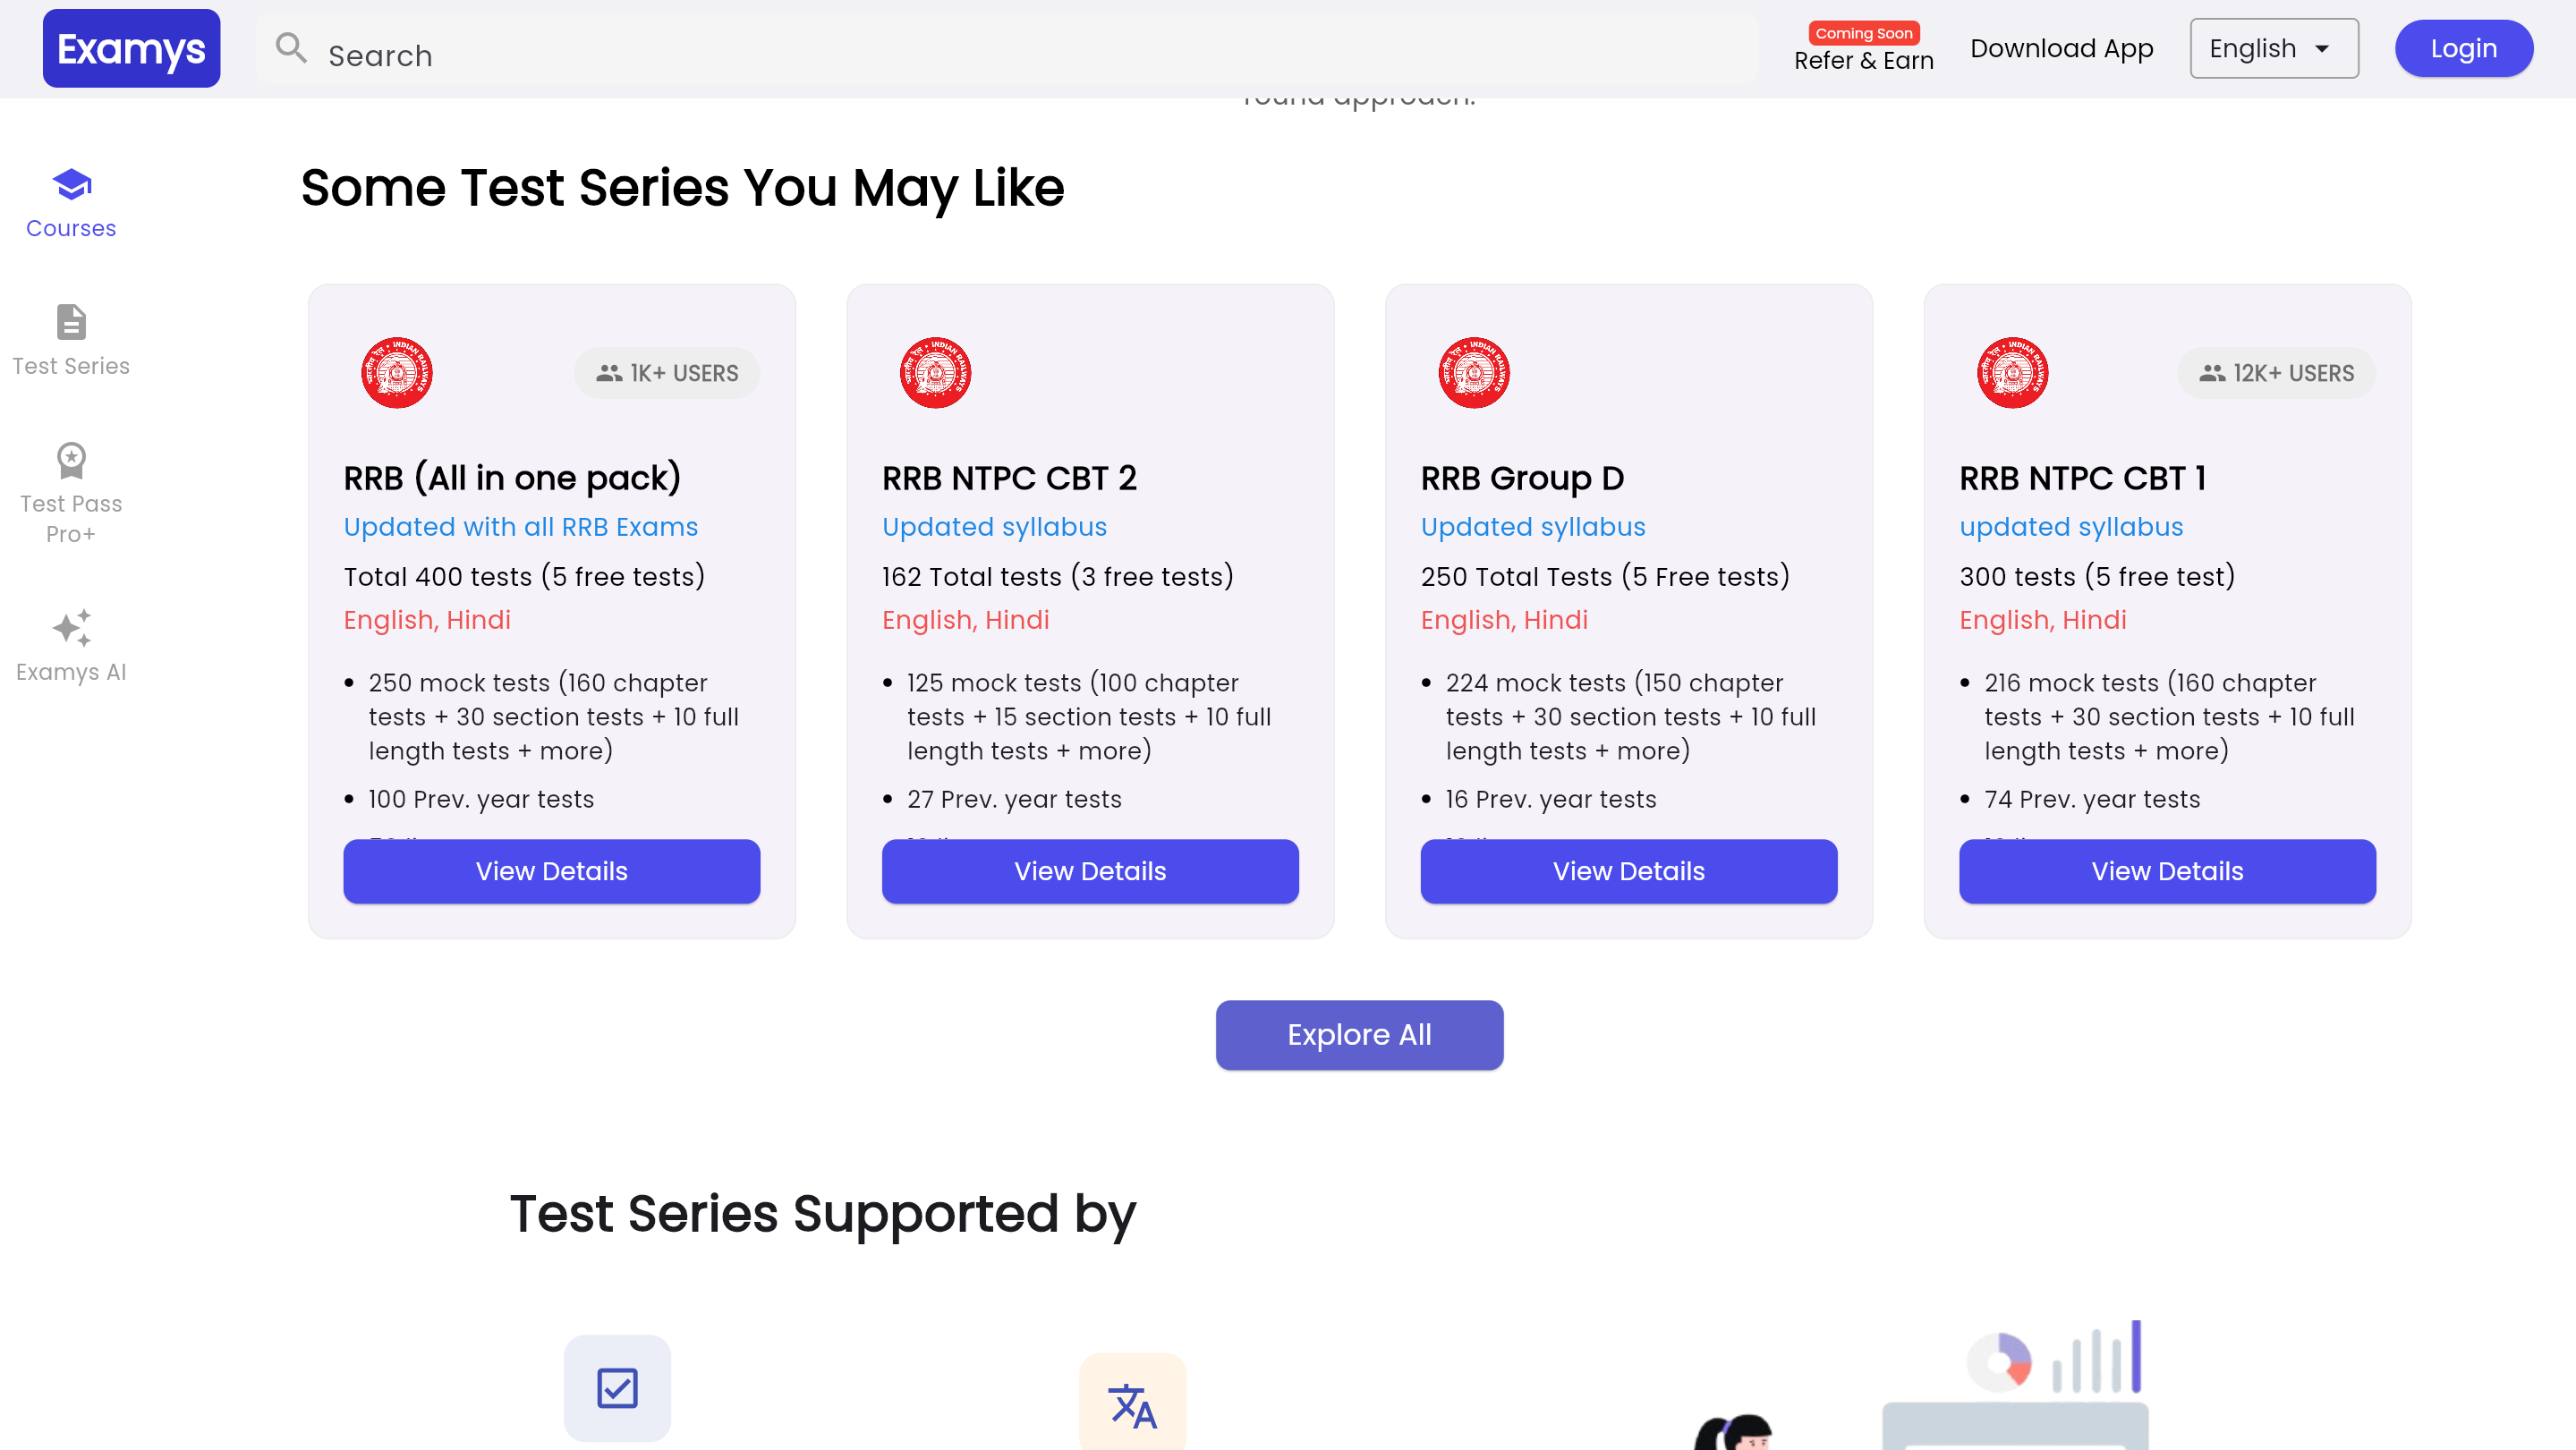 Examys
Search
Coming Soon
Refer & Earn
Download App
English
Login
Courses
Test Series
Test Pass
Pro+
Examys AI
Some Test Series You May Like
1K+ USERS
RRB (All in one pack)
Updated with all RRB Exams
Total 400 tests (5 free tests)
English, Hindi
250 mock tests (160 chapter
tests + 30 section tests + 10 full
length tests + more)
100 Prev. year tests
View Details
RRB NTPC CBT 2
Updated syllabus
162 Total tests (3 free tests)
English, Hindi
125 mock tests (100 chapter
tests + 15 section tests + 10 full
length tests + more)
27 Prev. year tests
View Details
RRB Group D
Updated syllabus
250 Total Tests (5 Free tests)
English, Hindi
224 mock tests (150 chapter
tests + 30 section tests + 10 full
length tests + more)
16 Prev. year tests
View Details
12K+ USERS
RRB NTPC CBT 1
updated syllabus
300 tests (5 free test)
English, Hindi
216 mock tests (160 chapter
tests + 30 section tests + 10 full
length tests + more)
74 Prev. year tests
View Details
Explore All
Test Series Supported by